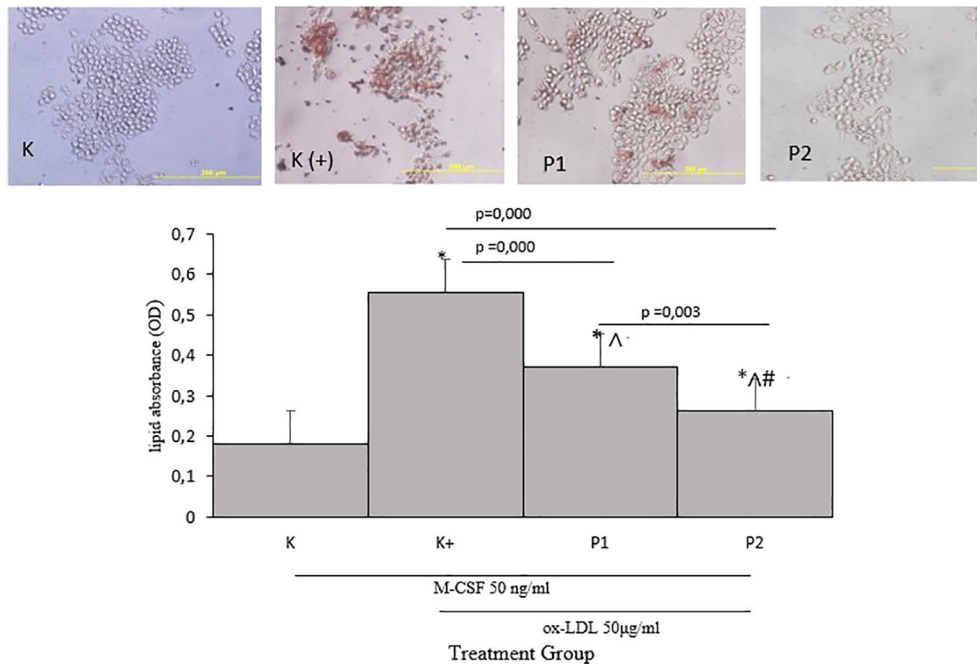 K
200 µm
K (+)
P1
P2
p=0,000
p =0,000
p =0,003
*
* ^
*^#
lipid absorbance (OD)
0,7
0,6
0,5
0,4
0,3
0,2
0,1
0
K
K+
P1
P2
M-CSF 50 ng/ml
ox-LDL 50µg/ml
Treatment Group